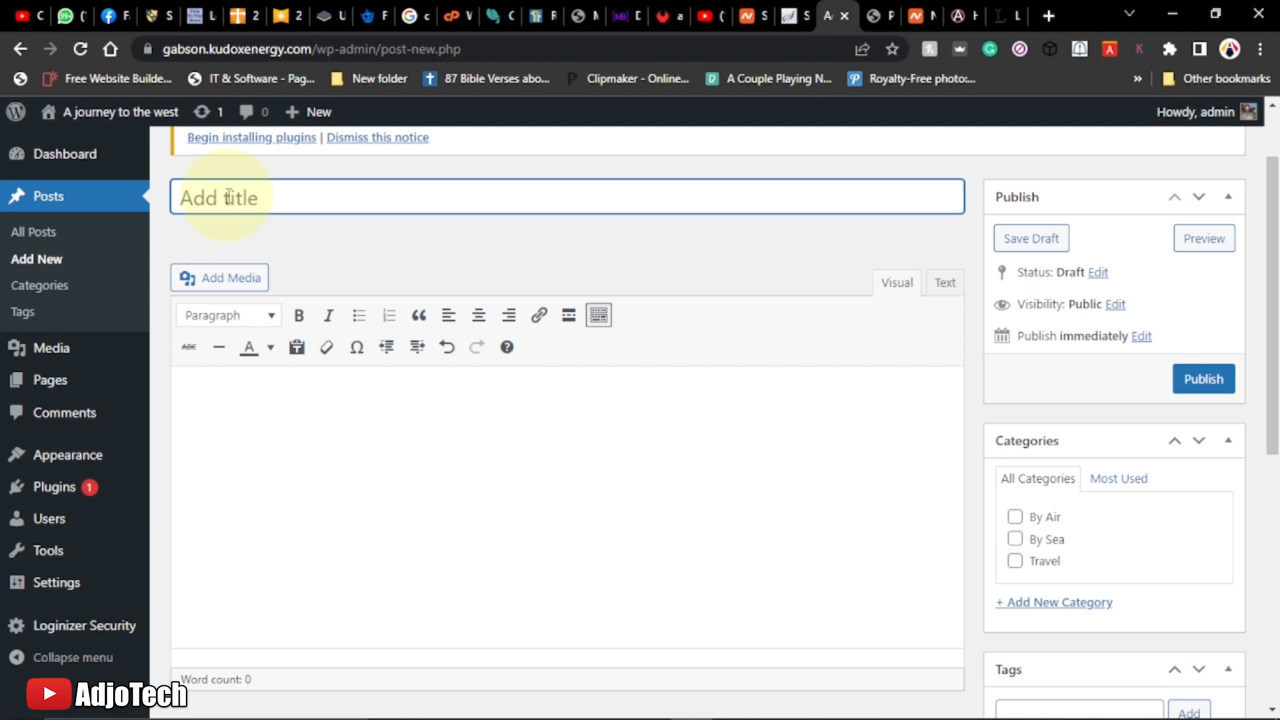 gabson.kudoxenergy.com/wp-admin/post-new.php
Free Website Builde...
IT & Software - Pag...
New folder
87 Bible Verses abo...
Clipmaker - Online...
A Couple Playing N...
Royalty-Free photo:...
»
Other bookmarks
A journey to the west
1
0
New
Howdy, admin
Begin installing plugins | Dismiss this notice
Dashboard
Posts
All Posts
Add New
Categories
Tags
Media
Pages
Comments
Appearance
Plugins 1
Users
Tools
Settings
Loginizer Security
Collapse menu
AdjoTech
Add title
Add Media
Visual
Text
Paragraph
B I
ABC
A
Word count: 0
Publish
Save Draft
Preview
Status: Draft Edit
Visibility: Public Edit
Publish immediately Edit
Publish
Categories
All Categories
Most Used
By Air
By Sea
Travel
+ Add New Category
Tags
Add